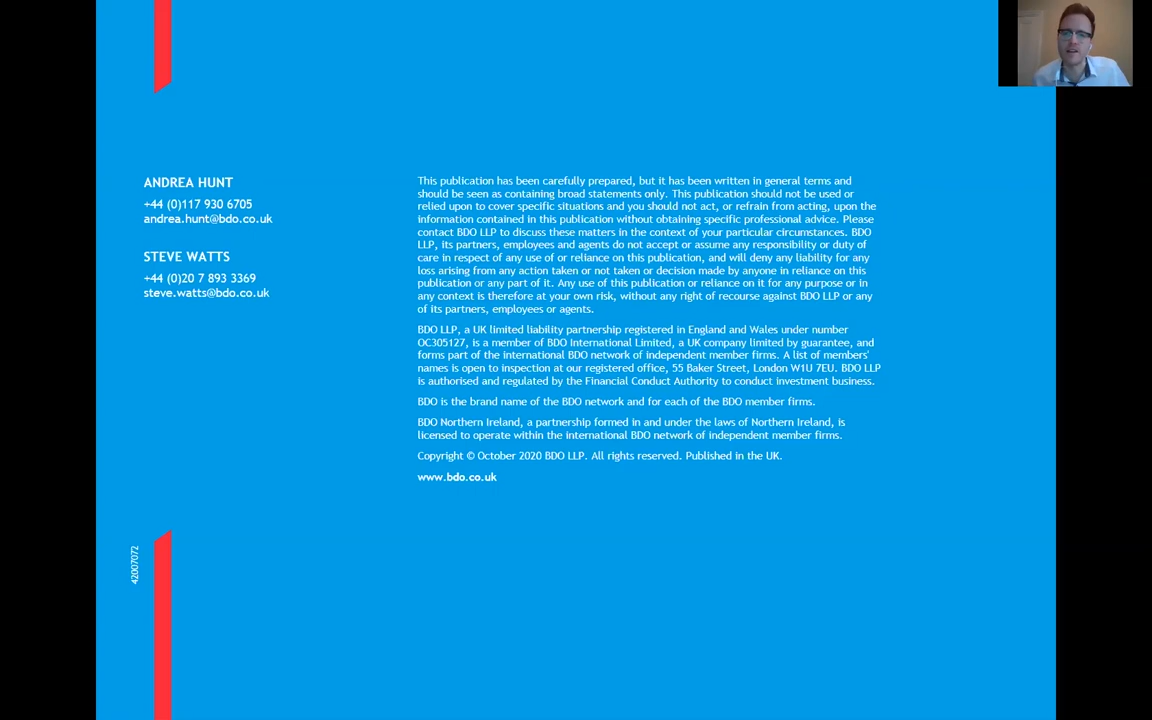 ANDREA HUNT
+44 (0)117 930 6705
andrea.hunt@bdo.co.uk
STEVE WATTS
+44 (0)20 7 893 3369
steve.watts@bdo.co.uk
This publication has been carefully prepared, but it has been written in general terms and
should be seen as containing broad statements only. This publication should not be used or
relied upon to cover specific situations and you should not act, or refrain from acting, upon the
information contained in this publication without obtaining specific professional advice. Please
contact BDO LLP to discuss these matters in the context of your particular circumstances. BDO
LLP, its partners, employees and agents do not accept or assume any responsibility or duty of
care in respect of any use of or reliance on this publication, and will deny any liability for any
loss arising from any action taken or not taken or decision made by anyone in reliance on this
publication or any part of it. Any use of this publication or reliance on it for any purpose or in
any context is therefore at your own risk, without any right of recourse against BDO LLP or any
of its partners, employees or agents.
BDO LLP, a UK limited liability partnership registered in England and Wales under number
OC305127, is a member of BDO International Limited, a UK company limited by guarantee, and
forms part of the international BDO network of independent member firms. A list of members'
names is open to inspection at our registered office, 55 Baker Street, London W1U 7EU. BDO LLP
is authorised and regulated by the Financial Conduct Authority to conduct investment business.
BDO is the brand name of the BDO network and for each of the BDO member firms.
BDO Northern Ireland, a partnership formed in and under the laws of Northern Ireland, is
licensed to operate within the international BDO network of independent member firms.
Copyright © October 2020 BDO LLP. All rights reserved. Published in the UK.
www.bdo.co.uk
42007072